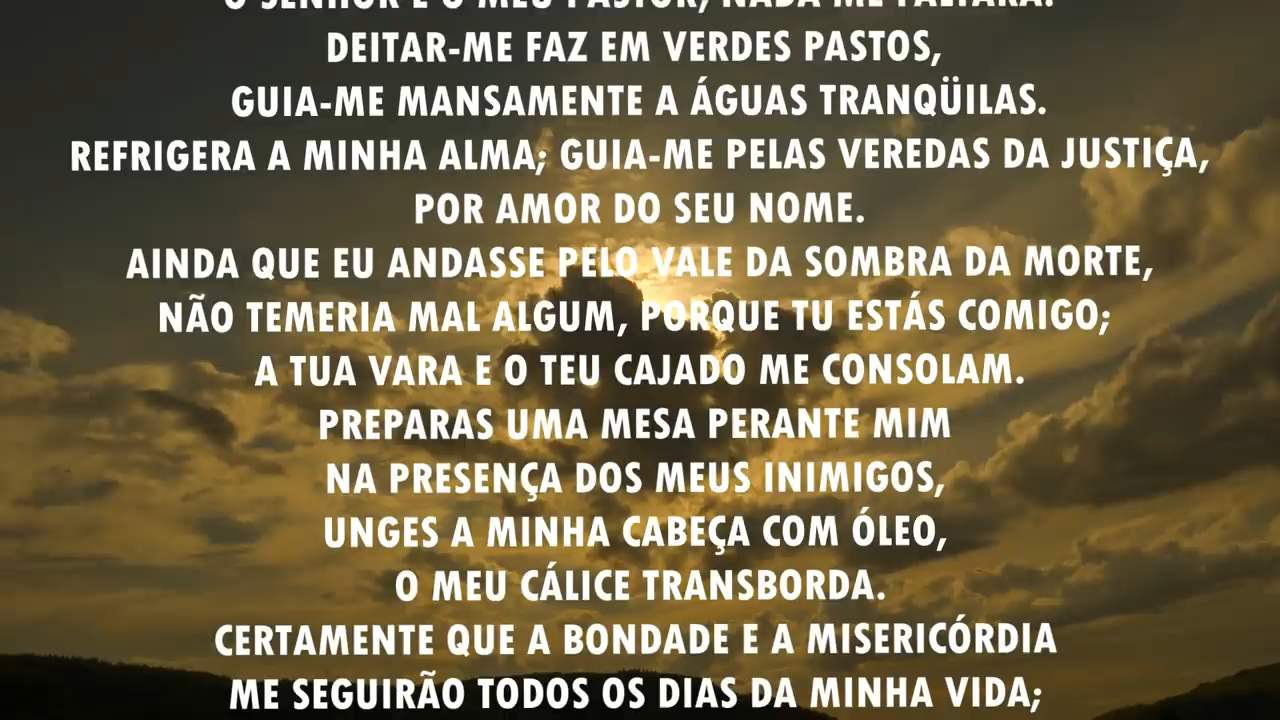 O SENHOR É O MEU PASTOR, NADA ME FALTARÁ.
DEITAR-ME FAZ EM VERDES PASTOS,
GUIA-ME MANSAMENTE A ÁGUAS TRANQÜILAS.
REFRIGERA A MINHA ALMA; GUIA-ME PELAS VEREDAS DA JUSTIÇA,
POR AMOR DO SEU NOME.
AINDA QUE EU ANDASSE PELO VALE DA SOMBRA DA MORTE,
NÃO TEMERIA MAL ALGUM, PORQUE TU ESTÁS COMIGO;
A TUA VARA E O TEU CAJADO ME CONSOLAM.
PREPARAS UMA MESA PERANTE MIM
NA PRESENÇA DOS MEUS INIMIGOS,
UNGES A MINHA CABEÇA COM ÓLEO,
O MEU CÁLICE TRANSBORDA.
CERTAMENTE QUE A BONDADE E A MISERICÓRDIA
ME SEGUIRÃO TODOS OS DIAS DA MINHA VIDA;